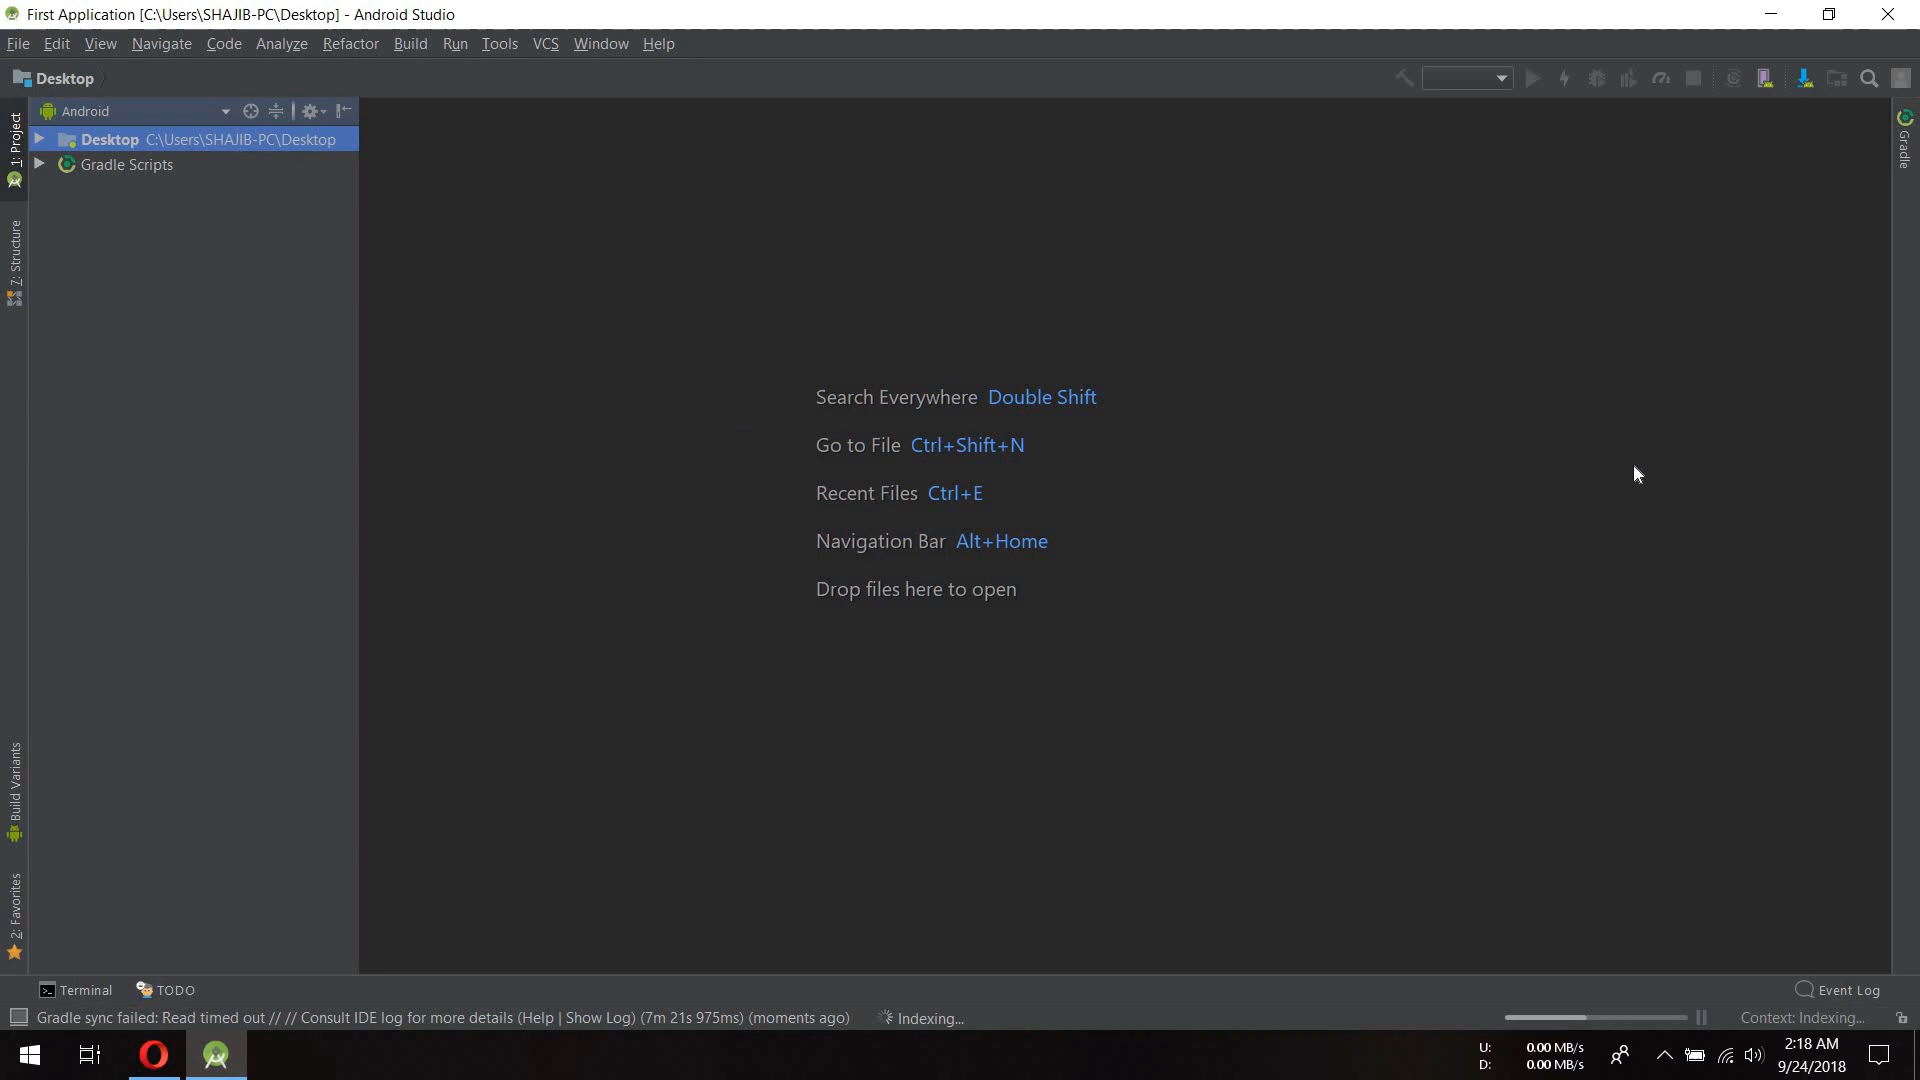 First Application [C:\Users\SHAJIB-PC\Desktop] - Android Studio
File Edit View Navigate Code Analyze Refactor Build Run Tools VCS Window Help
Desktop
Android
Desktop C:\Users\SHAJIB-PC\Desktop
Gradle Scripts
1: Project
7: Structure
Build Variants
2: Favorites
Gradle
Search Everywhere Double Shift
Go to File Ctrl+Shift+N
Recent Files Ctrl+E
Navigation Bar Alt+Home
Drop files here to open
Terminal TODO Event Log
Gradle sync failed: Read timed out // // Consult IDE log for more details (Help | Show Log) (7m 21s 975ms) (moments ago) Indexing... Context: Indexing...
U: 0.00 MB/s
D: 0.00 MB/s
2:18 AM
9/24/2018